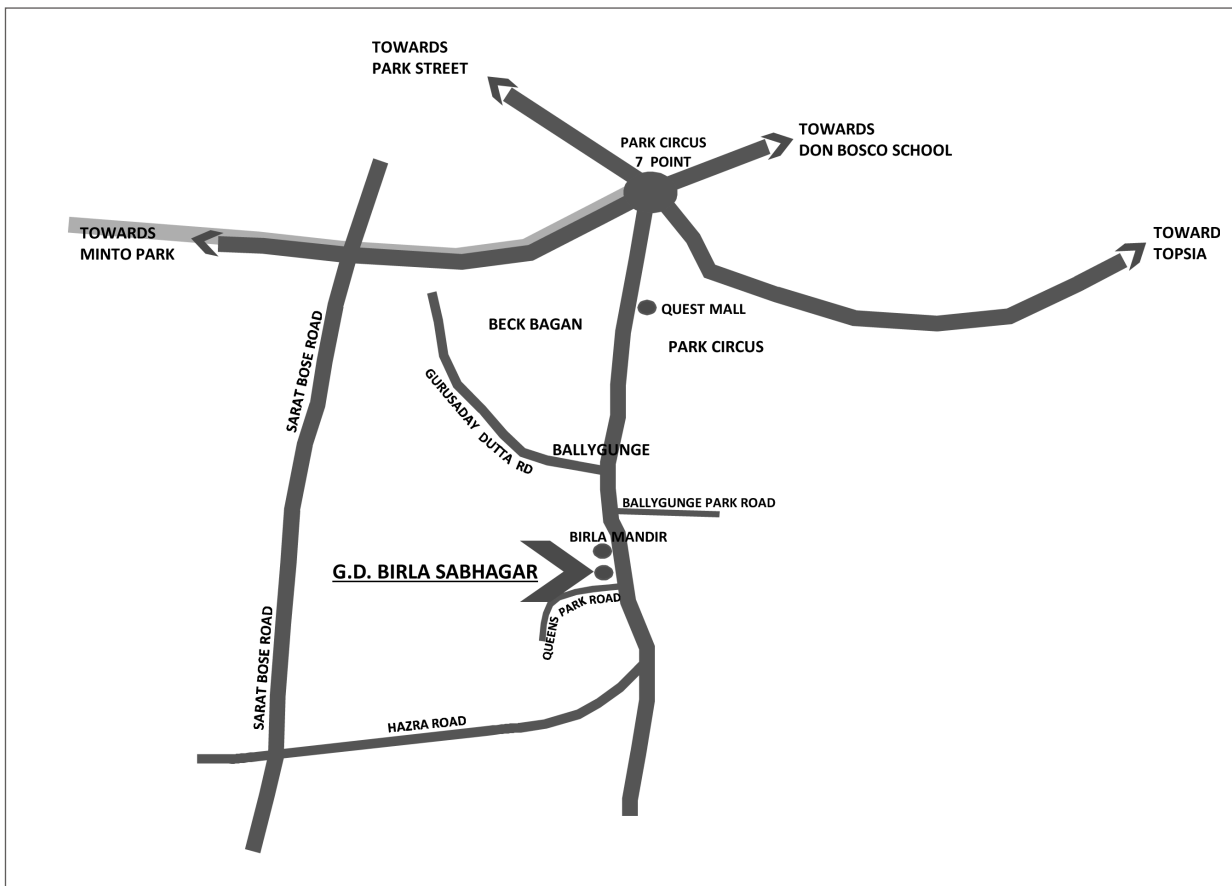 TOWARDS
PARK STREET
PARK CIRCUS
7 POINT
TOWARDS
DON BOSCO SCHOOL
TOWARDS
MINTO PARK
TOWARD
TOPSIA
QUEST MALL
BECK BAGAN
PARK CIRCUS
SARAT BOSE ROAD
GURUSADAY DUTTA RD
BALLYGUNGE
BALLYGUNGE PARK ROAD
BIRLA MANDIR
G.D. BIRLA SABHAGAR
QUEENS PARK ROAD
SARAT BOSE ROAD
HAZRA ROAD